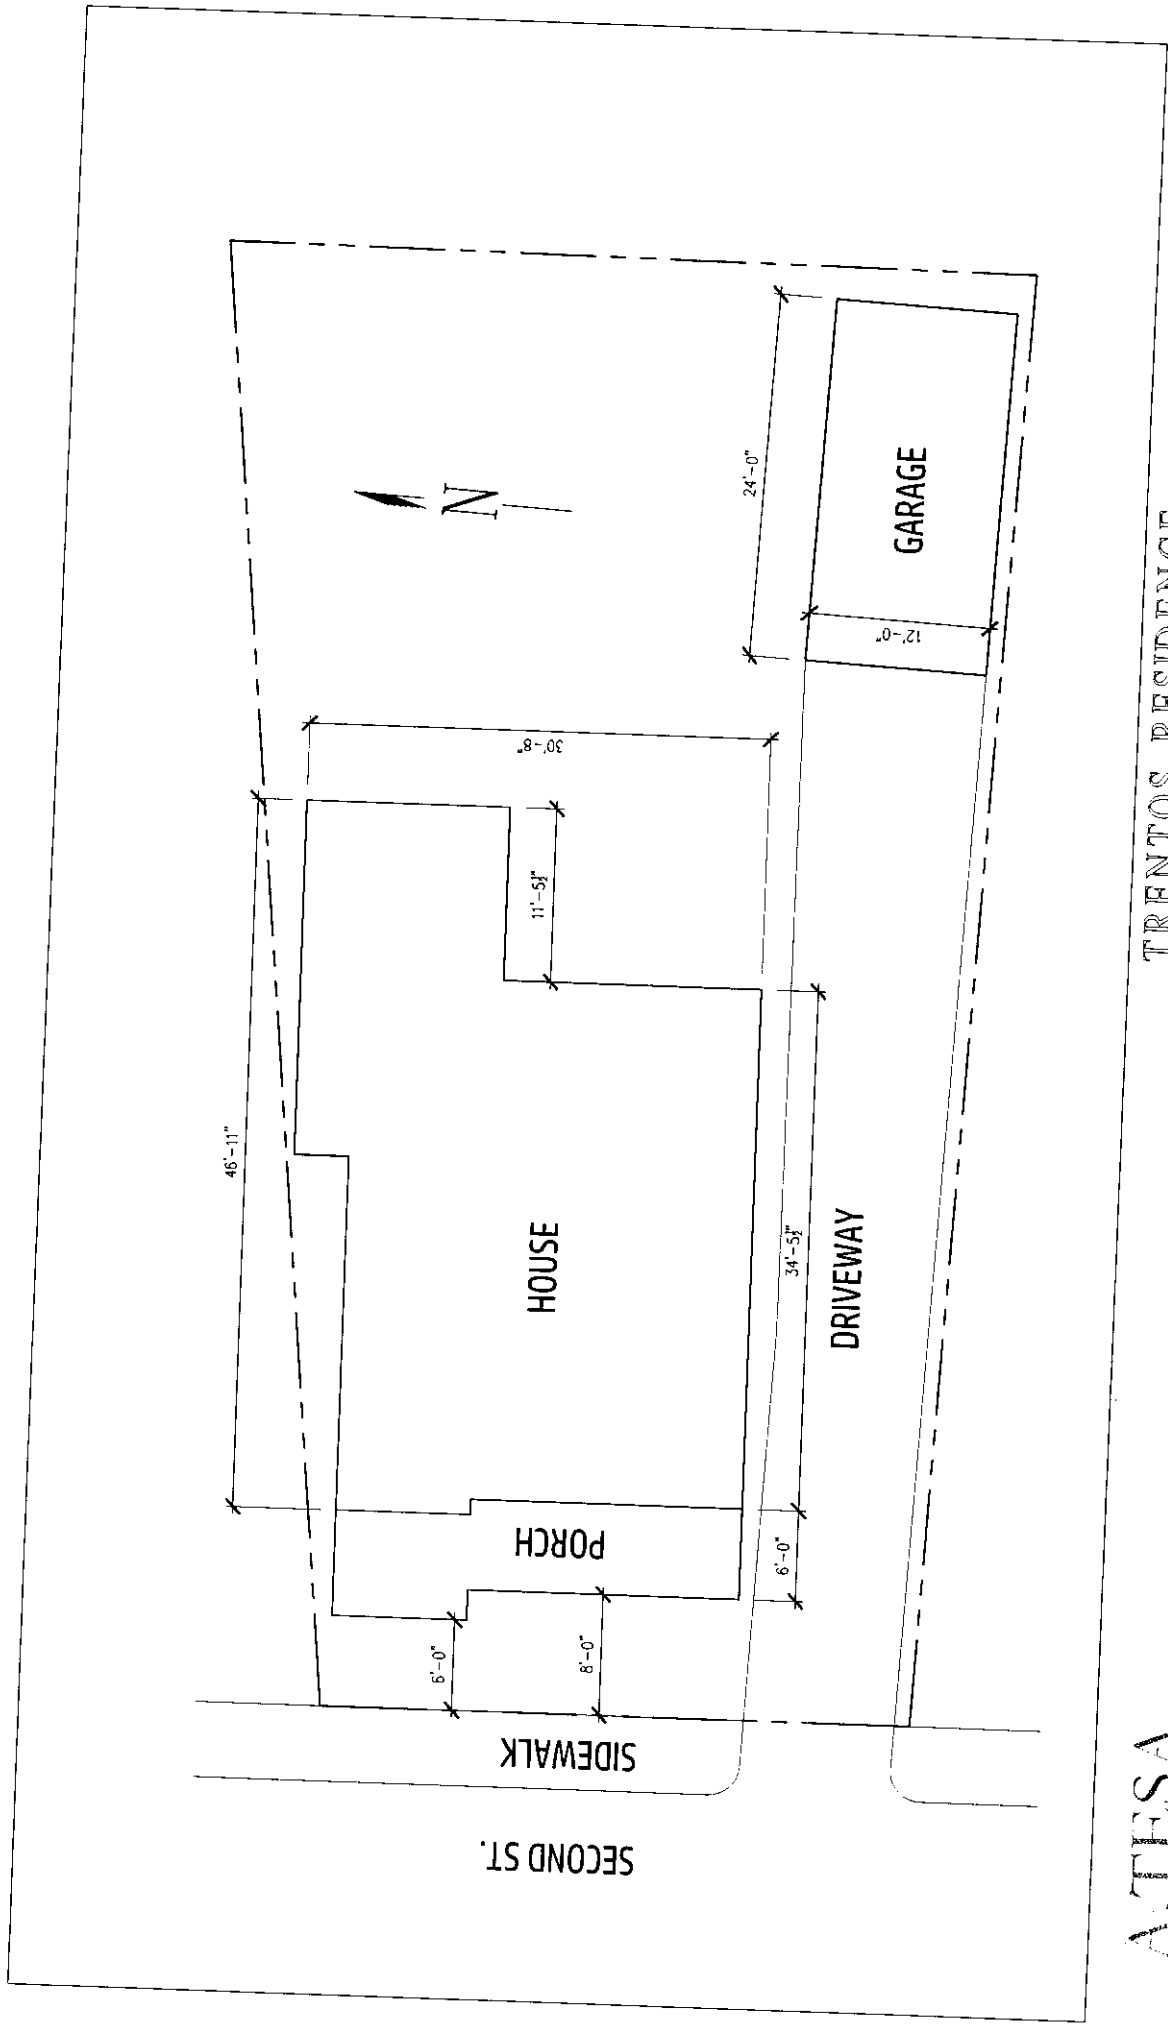 46'-11"
24'-0"
N
30'-8"
12'-0"
GARAGE
11'-5½"
HOUSE
34'-5½"
DRIVEWAY
PORCH
6'-0"
6'-0"
8'-0"
SIDEWALK
SECOND ST.
TRENTOS RESIDENCE